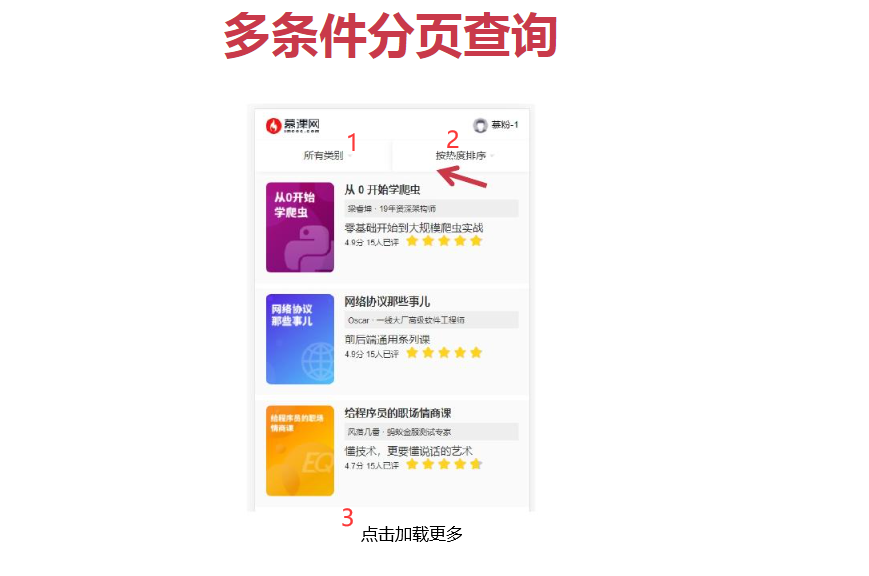 多条件分页查询
慕课网
imooc.com
慕粉-1
1
2
所有类别
按热度排序
从0开始
学爬虫
从 0 开始学爬虫
梁睿坤 · 19年资深架构师
零基础开始到大规模爬虫实战
4.9分 15人已评
网络协议
那些事儿
网络协议那些事儿
Oscar · 一线大厂高级软件工程师
前后端通用系列课
4.9分 15人已评
给程序员的职场
情商课
EQ
给程序员的职场情商课
风落几番 · 蚂蚁金服测试专家
懂技术，更要懂说话的艺术
4.7分 15人已评
3
点击加载更多